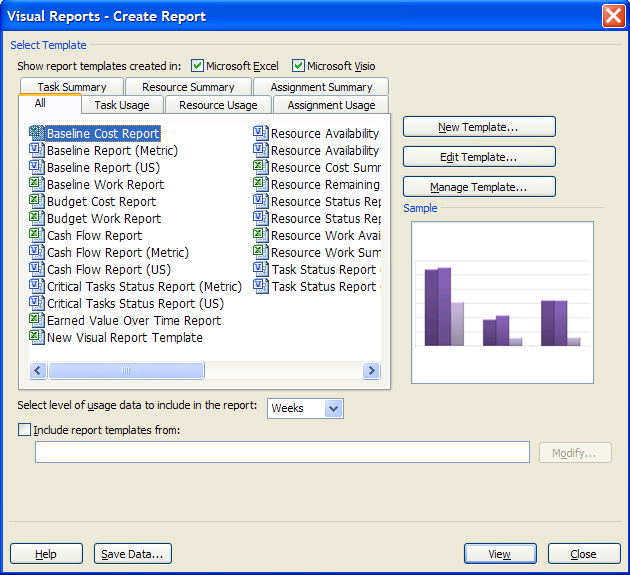 Visual Reports - Create Report
Select Template
Show report templates created in: Microsoft Excel Microsoft Visio
Task Summary Resource Summary Assignment Summary
All Task Usage Resource Usage Assignment Usage
Baseline Cost Report
Baseline Report (Metric)
Baseline Report (US)
Baseline Work Report
Budget Cost Report
Budget Work Report
Cash Flow Report
Cash Flow Report (Metric)
Cash Flow Report (US)
Critical Tasks Status Report (Metric)
Critical Tasks Status Report (US)
Earned Value Over Time Report
New Visual Report Template
Resource Availability
Resource Availability
Resource Cost Summ
Resource Remaining
Resource Status Rep
Resource Status Rep
Resource Work Avai
Resource Work Sum
Task Status Report (
Task Status Report (
New Template...
Edit Template...
Manage Template...
Sample
Select level of usage data to include in the report: Weeks
Include report templates from:
Modify...
Help Save Data... View Close